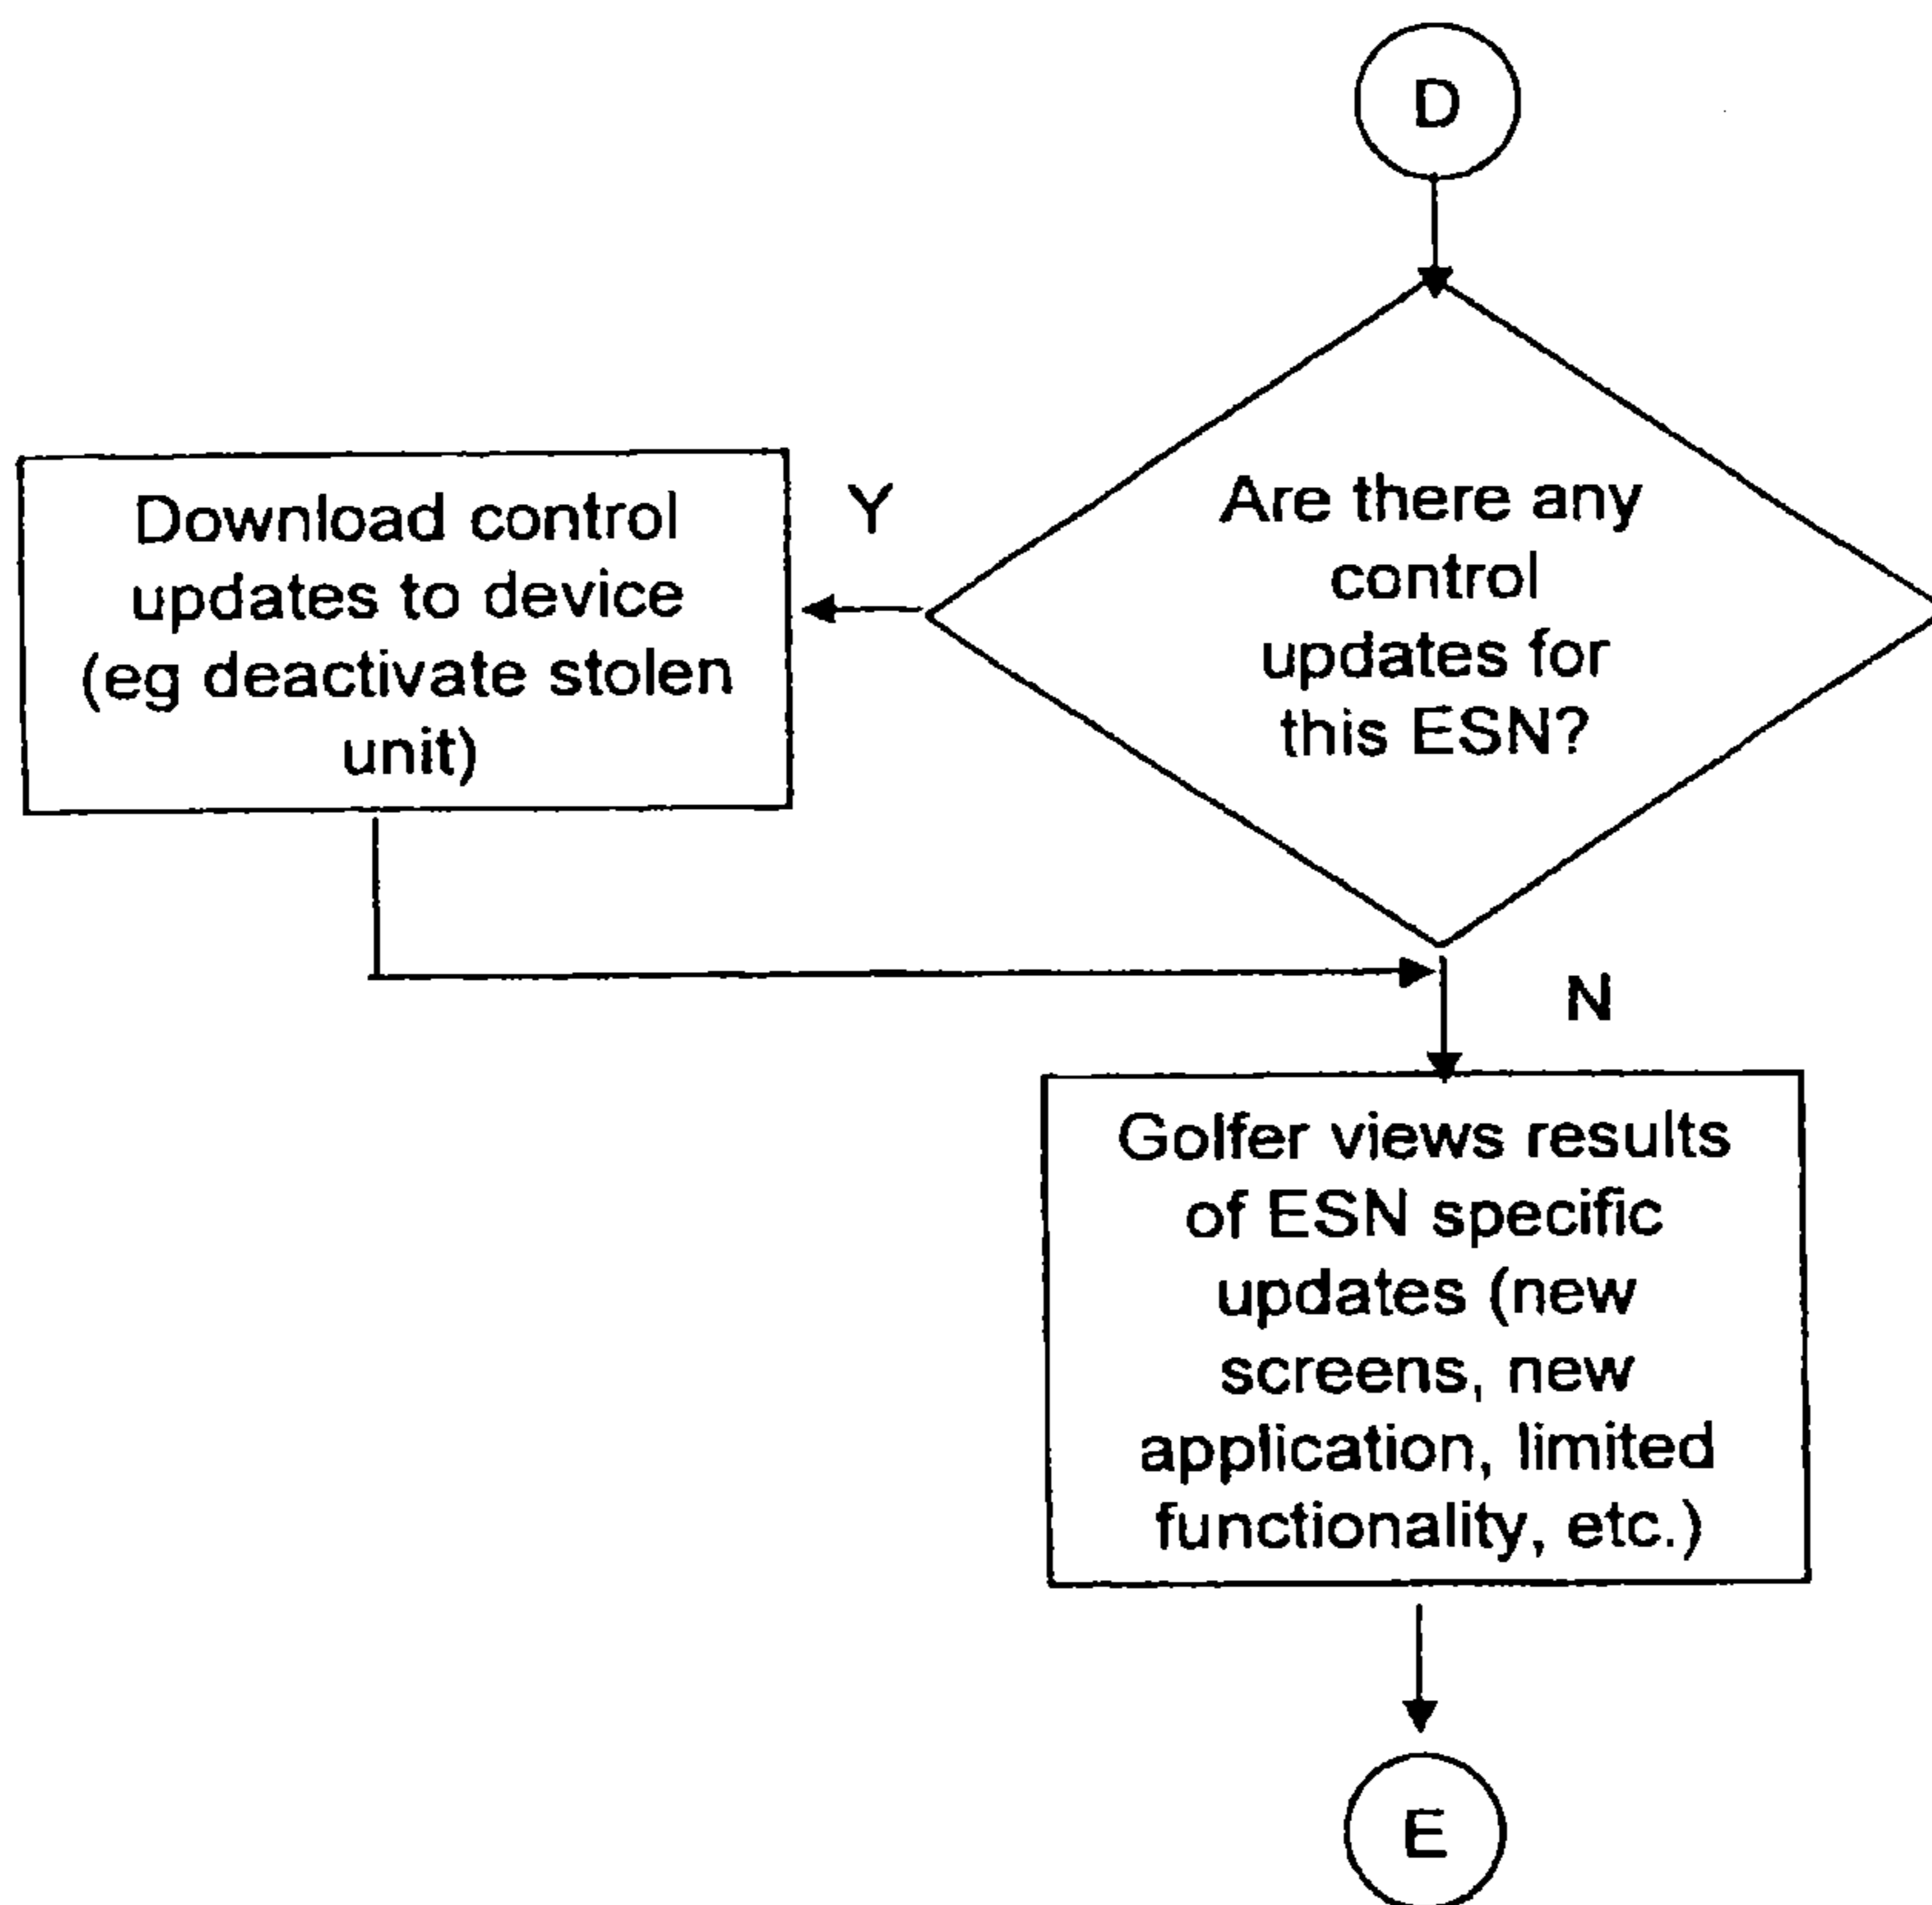 D
Are there any
control
updates for
this ESN?
Y
Download control
updates to device
(eg deactivate stolen
unit)
N
Golfer views results
of ESN specific
updates (new
screens, new
application, limited
functionality, etc.)
E